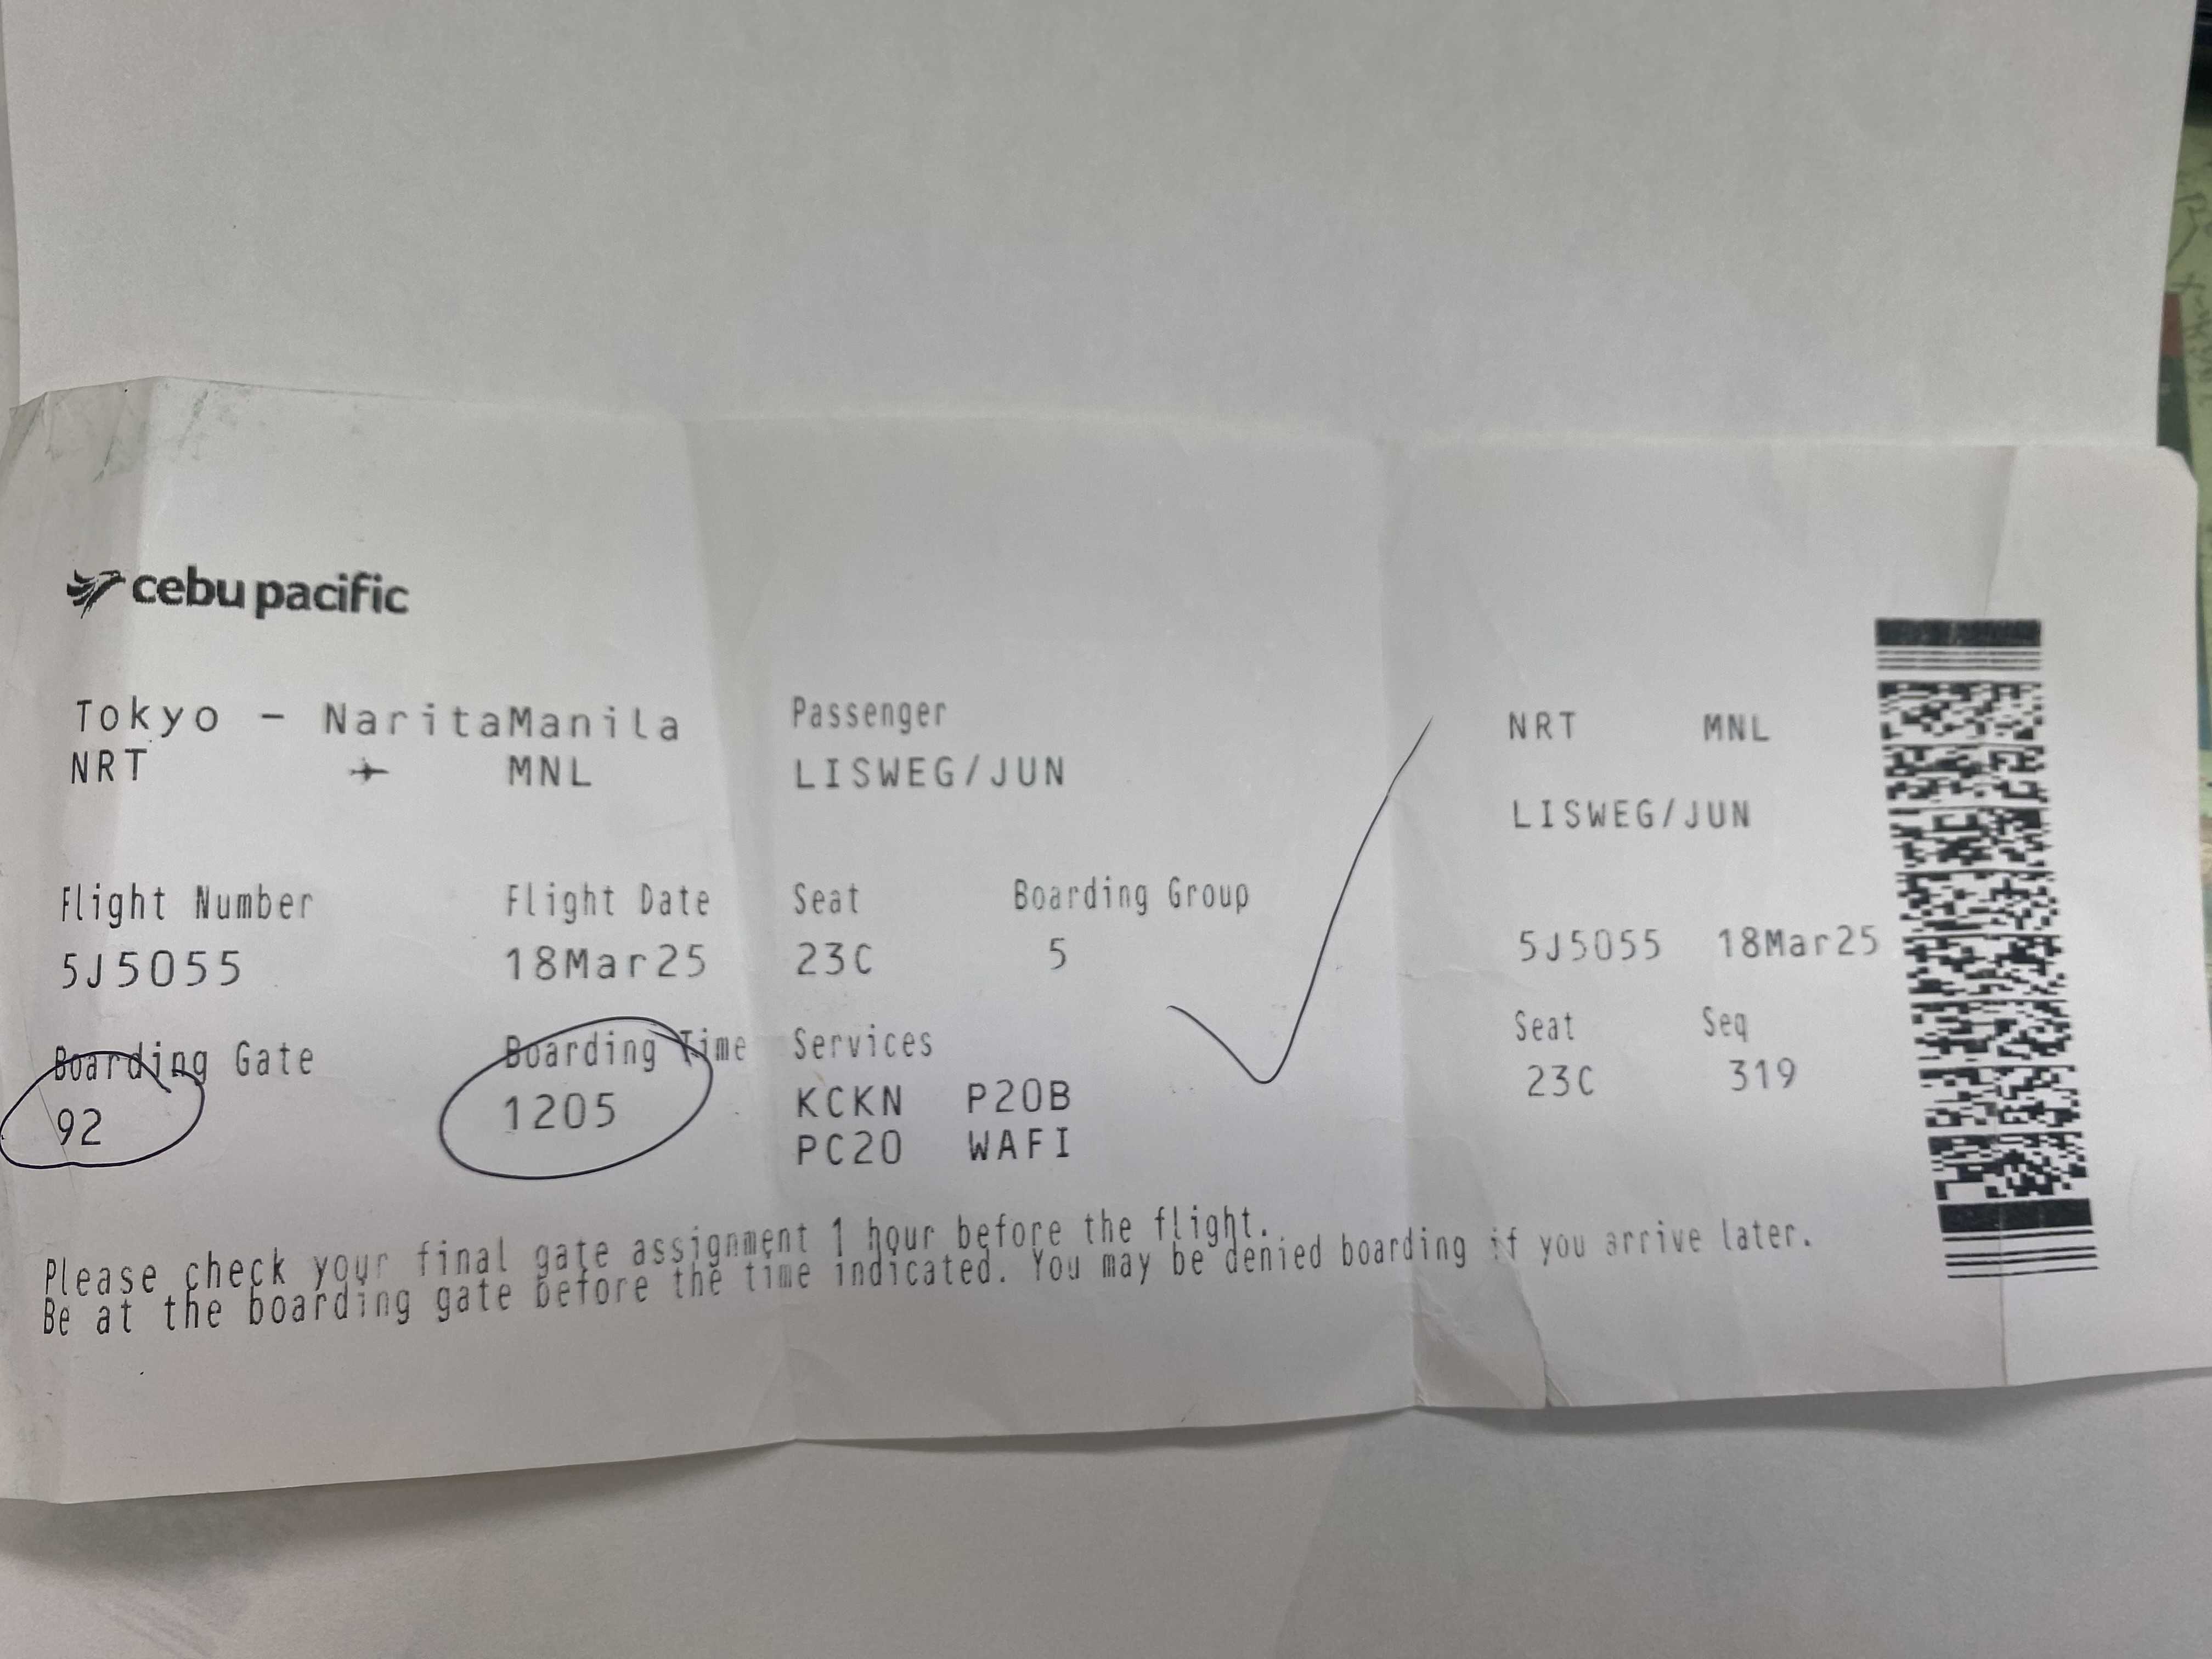 cebu pacific
Tokyo - NaritaManila
NRT MNL
Flight Number Flight Date
5J5055 18Mar25
Boarding Gate Boarding Time
92 1205
Passenger
LISWEG/JUN
Seat Boarding Group
23C 5
Services
KCKN P20B
PC20 WAFI
Please check your final gate assignment 1 hour before the flight.
Be at the boarding gate before the time indicated. You may be denied boarding if you arrive later.
NRT MNL
LISWEG/JUN
5J5055 18Mar25
Seat Seq
23C 319